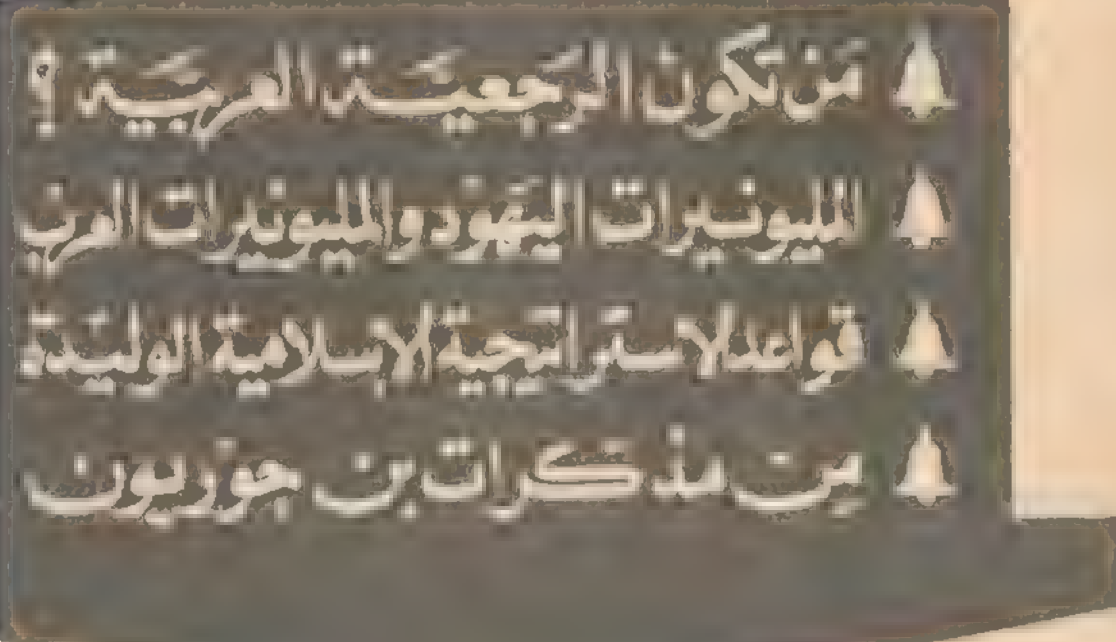 من تكون الرجعية العربية ؟
المليونيرات اليهود والمليونيرات العرب
قواعد الاستراتيجية الإسلامية الوليدة
من مذكرات بن جوريون